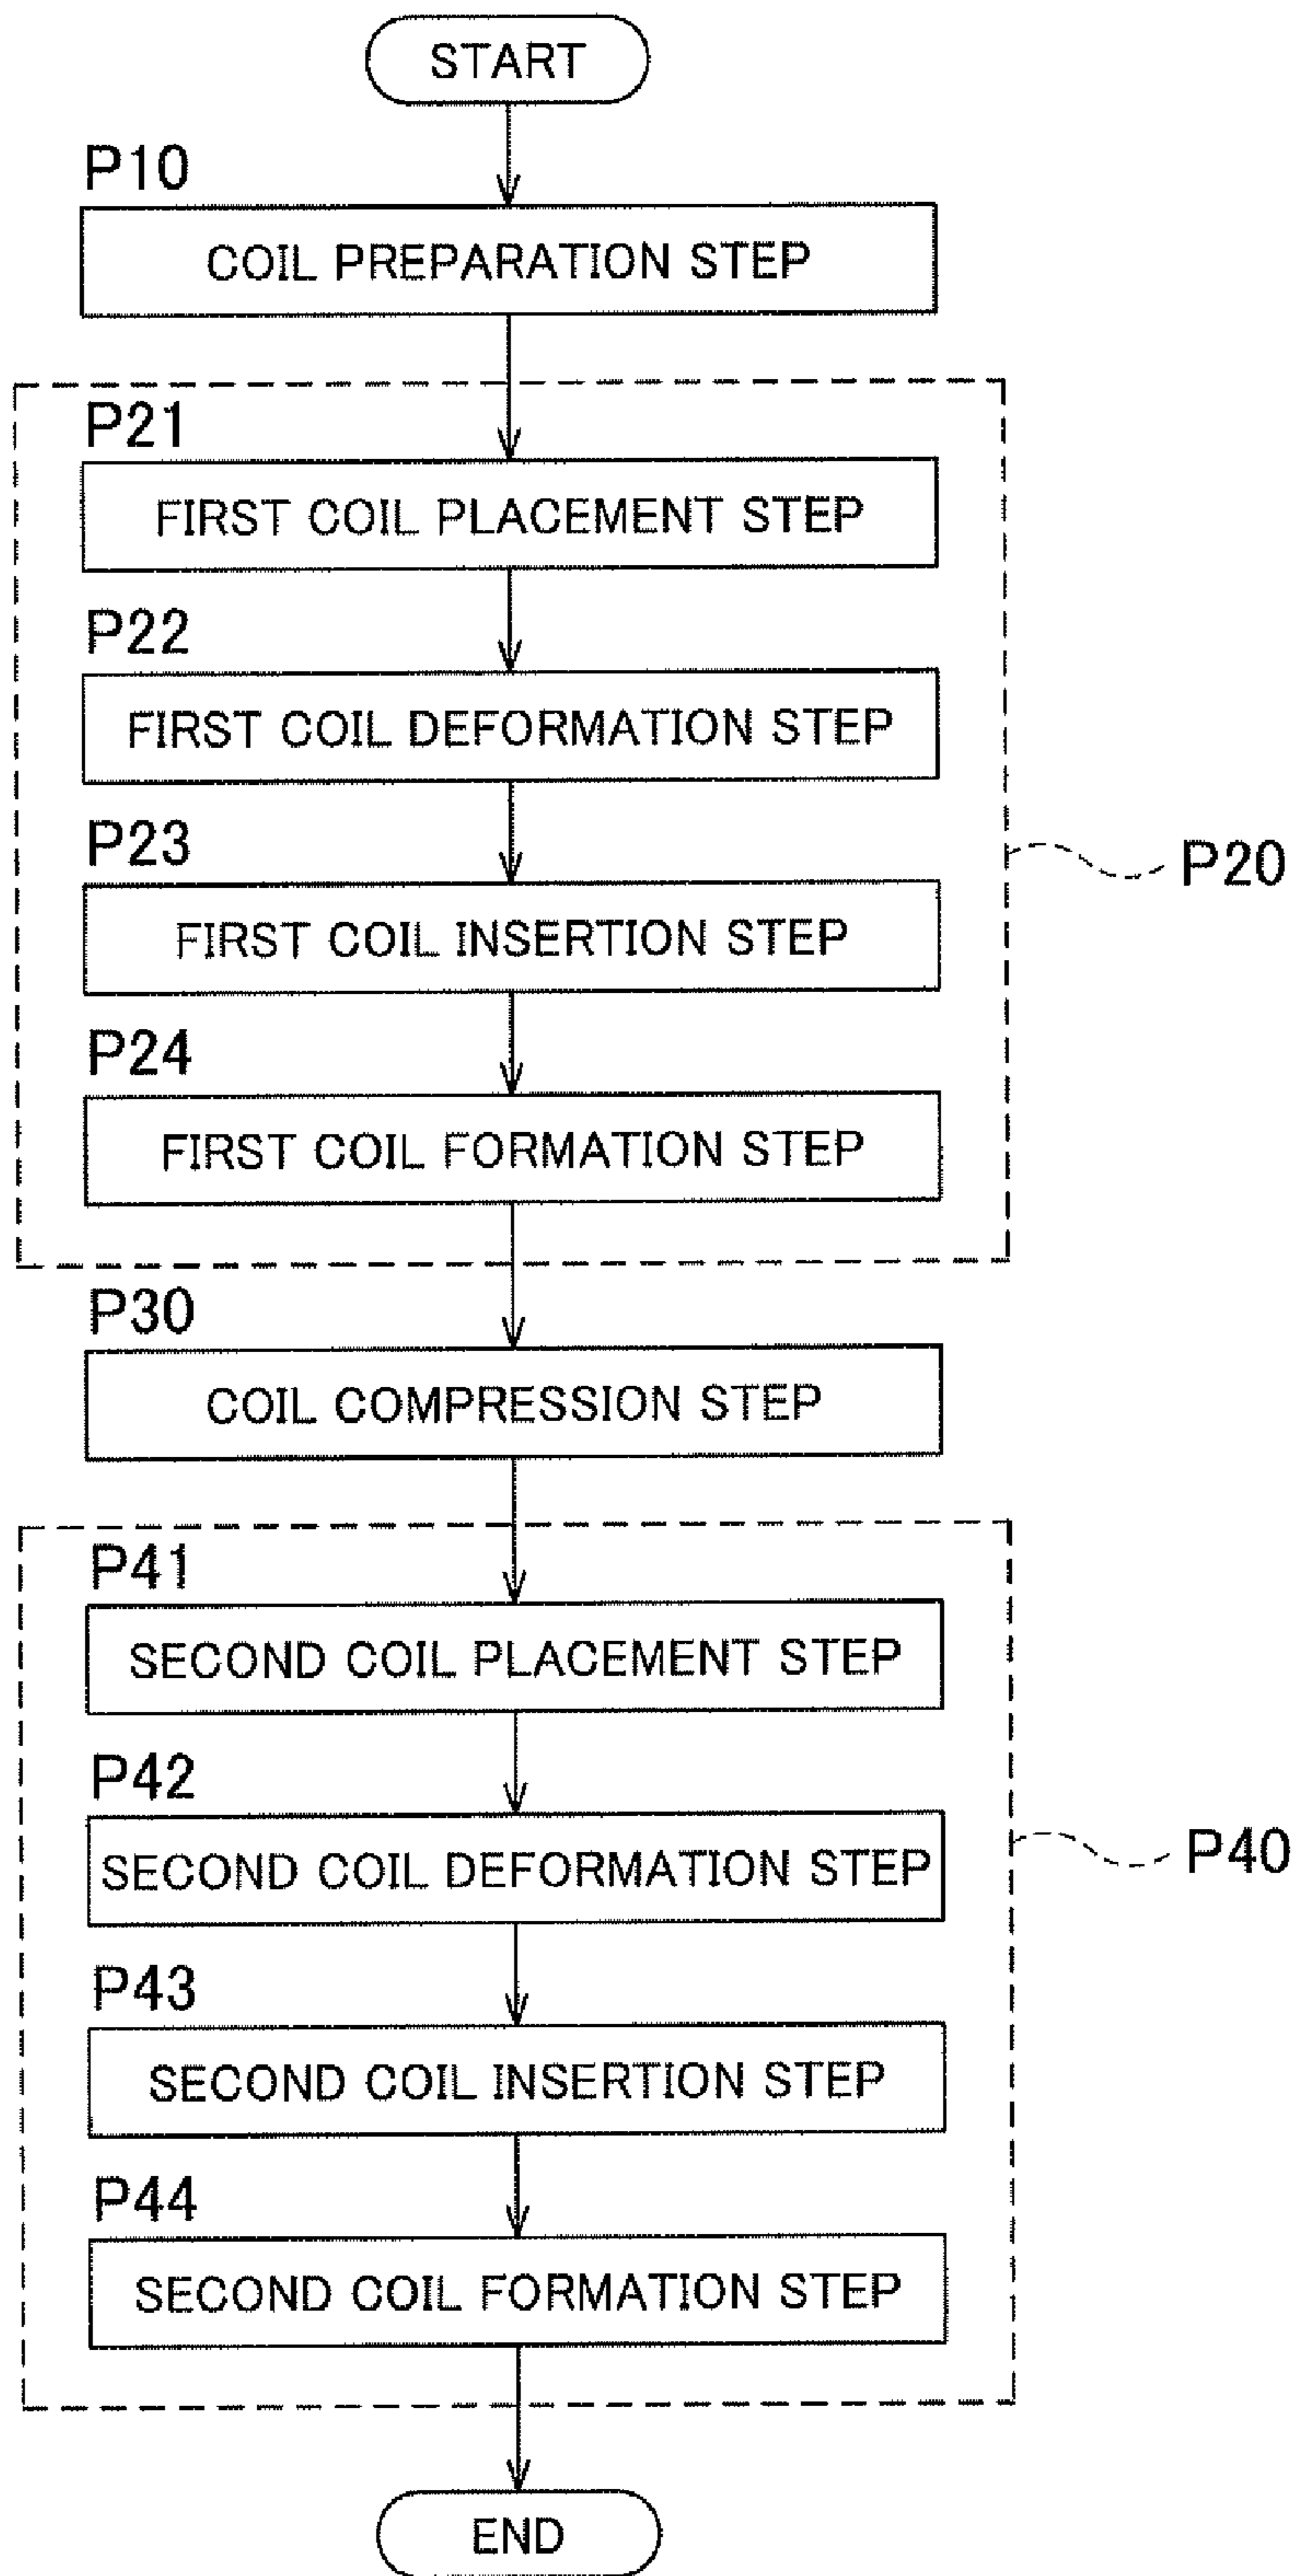 START
P10
COIL PREPARATION STEP
P21
FIRST COIL PLACEMENT STEP
P22
FIRST COIL DEFORMATION STEP
P23
P20
FIRST COIL INSERTION STEP
P24
FIRST COIL FORMATION STEP
P30
COIL COMPRESSION STEP
P41
SECOND COIL PLACEMENT STEP
P42
SECOND COIL DEFORMATION STEP
P40
P43
SECOND COIL INSERTION STEP
P44
SECOND COIL FORMATION STEP
END